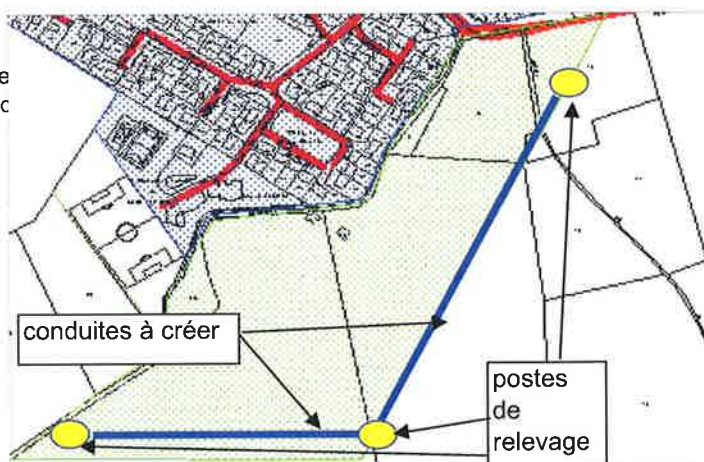 e
conduites à créer
postes
de
relevage